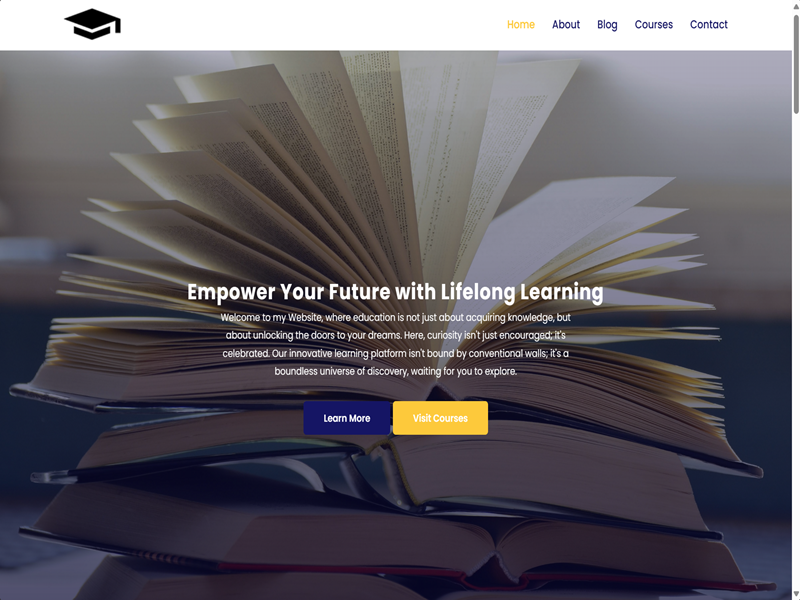 Home About Blog Courses Contact
Empower Your Future with Lifelong Learning
Welcome to my Website, where education is not just about acquiring knowledge, but
about unlocking the doors to your dreams. Here, curiosity isn't just encouraged; it's
celebrated. Our innovative learning platform isn't bound by conventional walls; it's a
boundless universe of discovery, waiting for you to explore.
Learn More Visit Courses